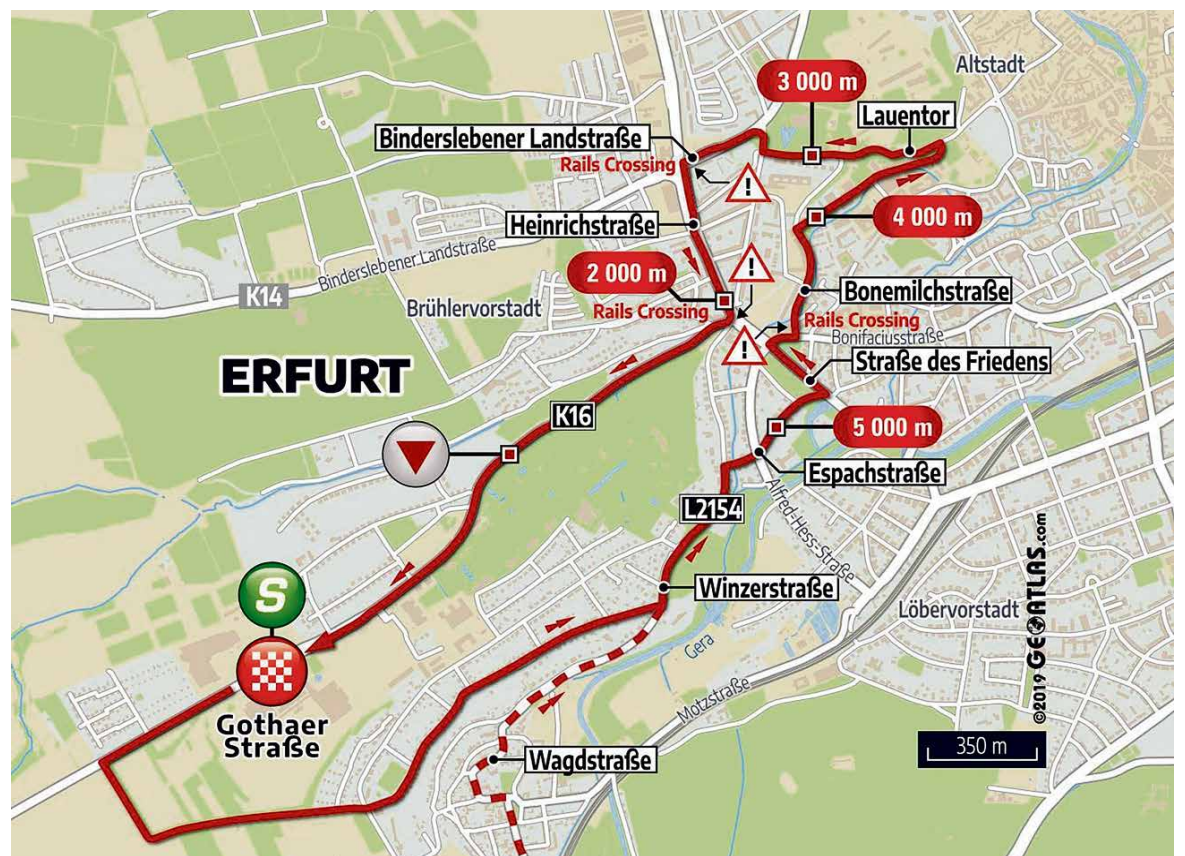 3 000 m
Altstadt
Lauentor
Binderslebener Landstraße
Rails Crossing
!
4 000 m
Heinrichstraße
Binderslebener Landstraße
2 000 m
!
K14
Bonemilchstraße
Brühlervorstadt
Rails Crossing
Rails Crossing
Bonifaciusstraße
!
Straße des Friedens
ERFURT
K16
5 000 m
Espachstraße
L2154
Alfred-Hess-Straße
S
Winzerstraße
Löbervorstadt
Gera
Motzstraße
Gothaer
Straße
Wagdstraße
350 m
©2019 GEOATLAS.com